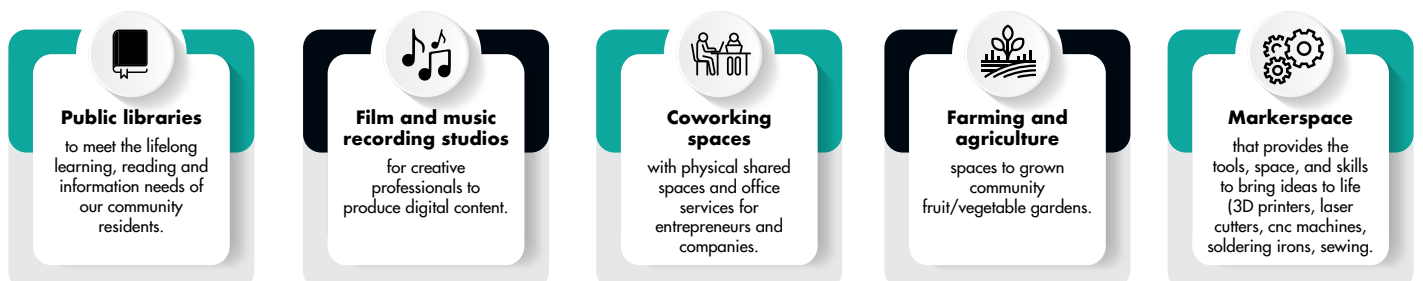 Public libraries
to meet the lifelong
learning, reading and
information needs of
our community
residents.
Film and music
recording studios
for creative
professionals to
produce digital content.
Coworking
spaces
with physical shared
spaces and office
services for
entrepreneurs and
companies.
Farming and
agriculture
spaces to grown
community
fruit/vegetable gardens.
Markerspace
that provides the
tools, space, and skills
to bring ideas to life
(3D printers, laser
cutters, cnc machines,
soldering irons, sewing.